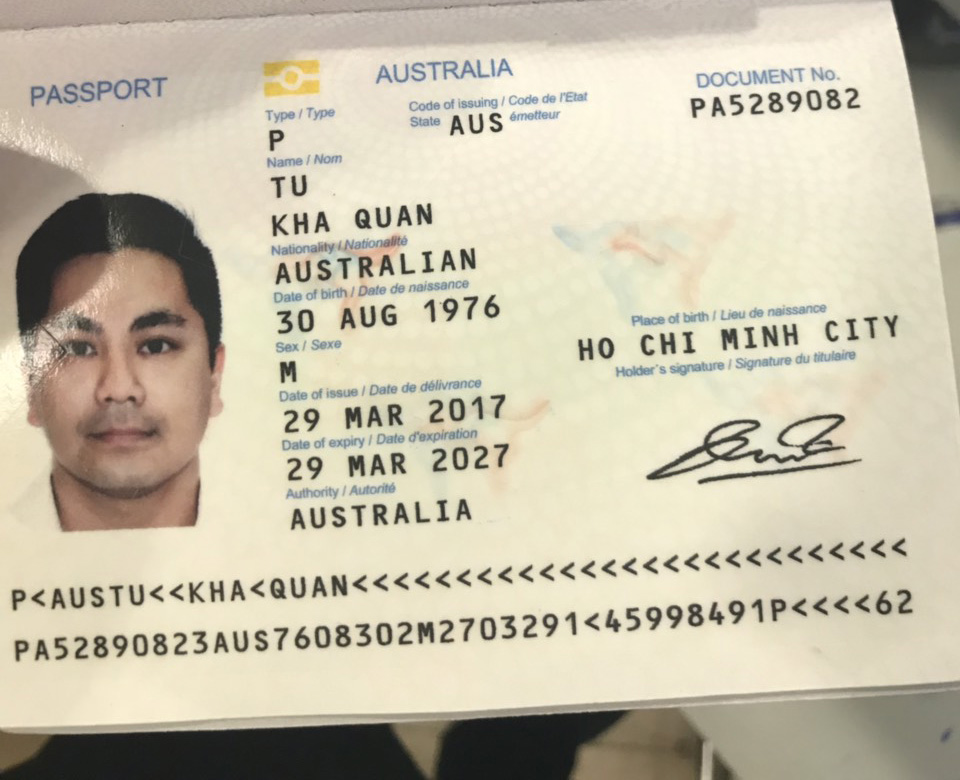 PASSPORT
AUSTRALIA
DOCUMENT No.
PA5289082
Type / Type
P
Code of issuing / Code de l'Etat
State AUS émetteur
Name / Nom
TU
KHA QUAN
Nationality / Nationalité
AUSTRALIAN
Date of birth / Date de naissance
30 AUG 1976
Sex / Sexe
M
Place of birth / Lieu de naissance
HO CHI MINH CITY
Holder's signature / Signature du titulaire
Date of issue / Date de délivrance
29 MAR 2017
Date of expiry / Date d'expiration
29 MAR 2027
Authority / Autorité
AUSTRALIA
P<AUSTU<<KHA<QUAN<<<<<<<<<<<<<<<<<<<<<<<<<<<
PA52890823AUS7608302M2703291<45998491P<<<<62